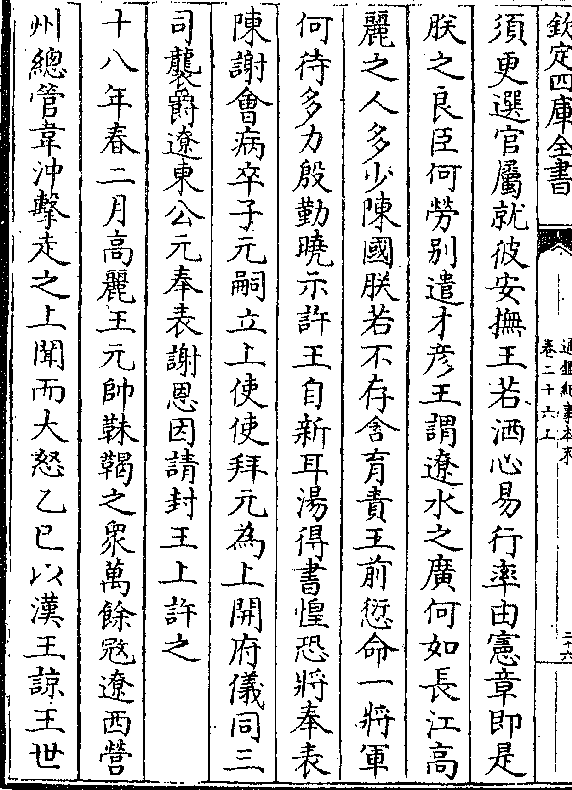 欽定四庫全書
通鑑紀事本末
卷二十六上
二十六
須更選官屬就彼安撫王若洒心易行率由憲章即是
朕之良臣何勞别遣才彦王謂遼水之廣何如長江高
麗之人多少陳國朕若不存含育責王前愆命一將軍
何待多力殷勤曉示許王自新耳湯得書惶恐將奉表
陳謝會病卒子元嗣立上使使拜元為上開府儀同三
司襲爵遼東公元奉表謝恩因請封王上許之
十八年春二月高麗王元帥靺鞨之衆萬餘冦遼西營
州總管韋沖擊走之上聞而大怒乙巳以漢王諒王世